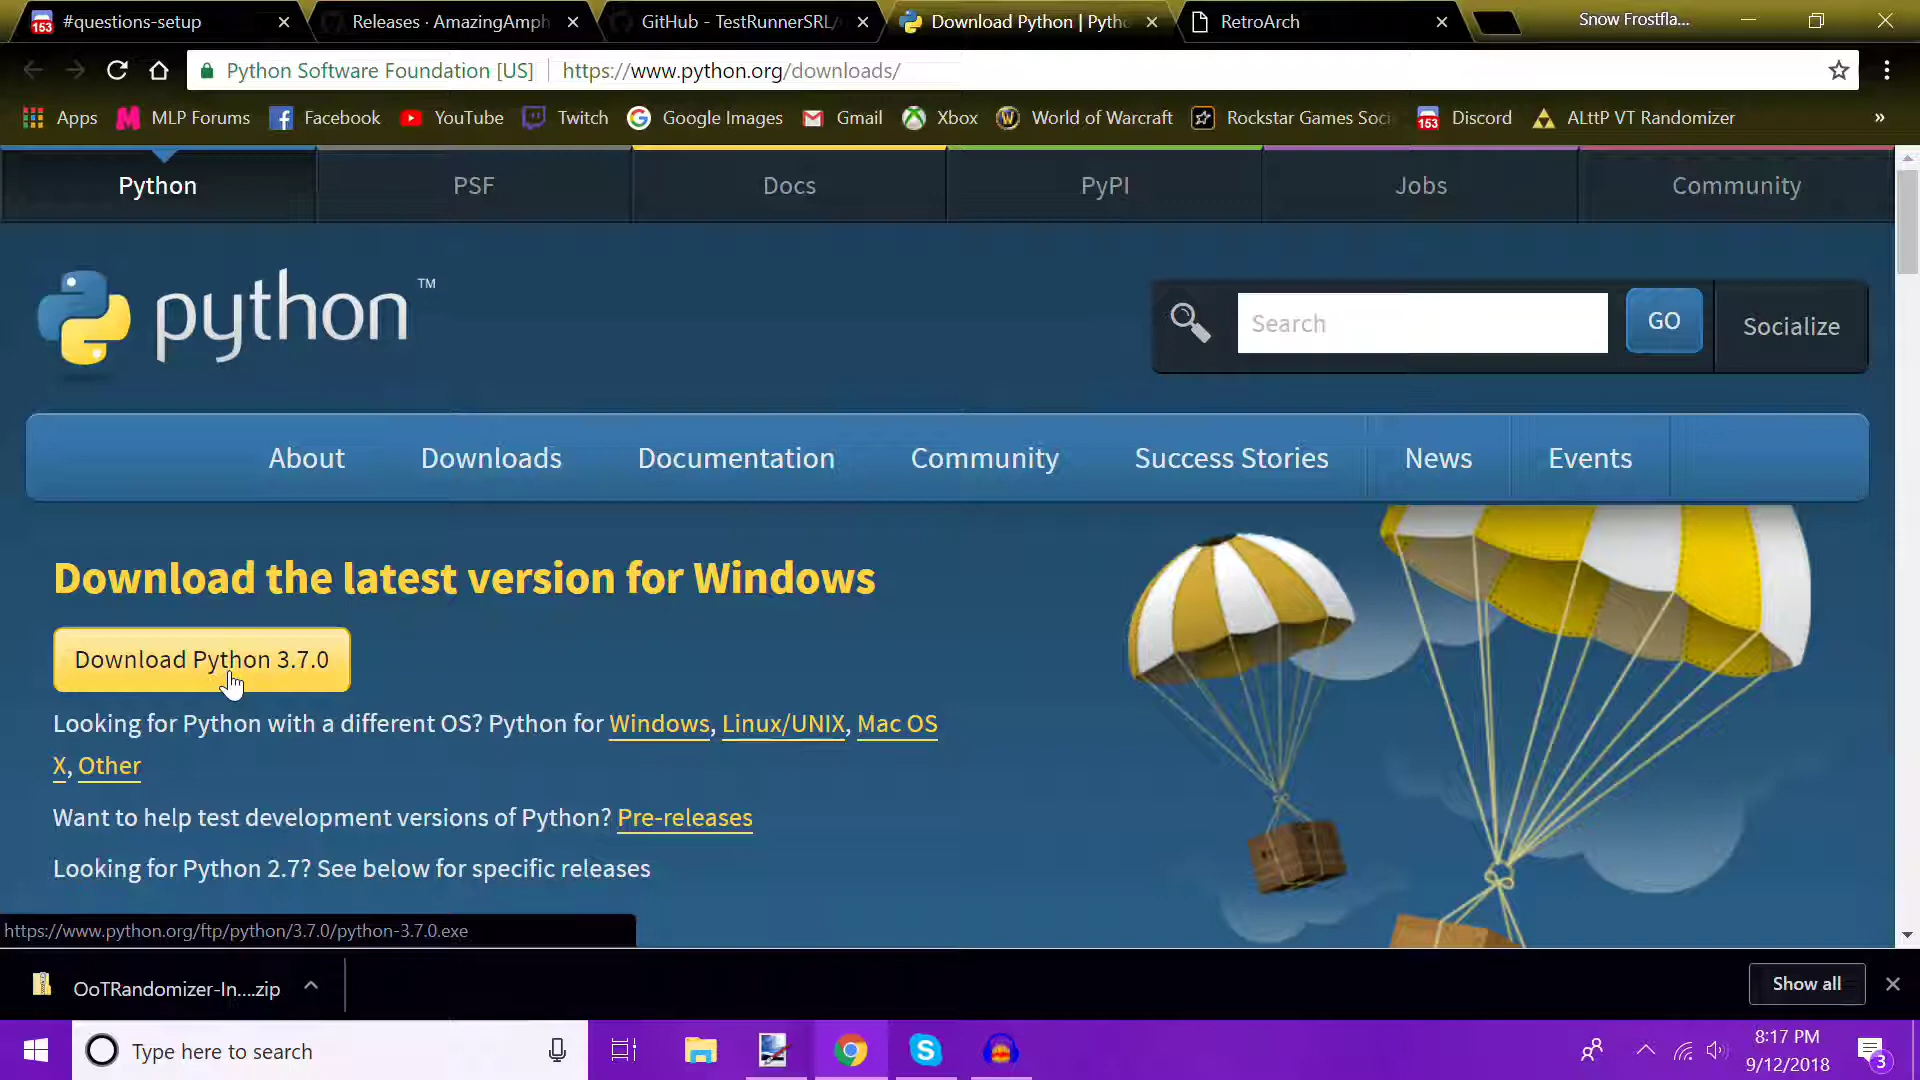 #questions-setup
Releases · AmazingAmph
GitHub - TestRunnerSRL/
Download Python | Pytho
RetroArch
Snow Frostfla...
Python Software Foundation [US]
https://www.python.org/downloads/
Apps
MLP Forums
Facebook
YouTube
Twitch
Google Images
Gmail
Xbox
World of Warcraft
Rockstar Games Soci
Discord
ALttP VT Randomizer
»
Python
PSF
Docs
PyPI
Jobs
Community
python™
Search
GO
Socialize
About
Downloads
Documentation
Community
Success Stories
News
Events
Download the latest version for Windows
Download Python 3.7.0
Looking for Python with a different OS? Python for Windows, Linux/UNIX, Mac OS
X, Other
Want to help test development versions of Python? Pre-releases
Looking for Python 2.7? See below for specific releases
https://www.python.org/ftp/python/3.7.0/python-3.7.0.exe
OoTRandomizer-In....zip
Show all
Type here to search
8:17 PM
9/12/2018
3